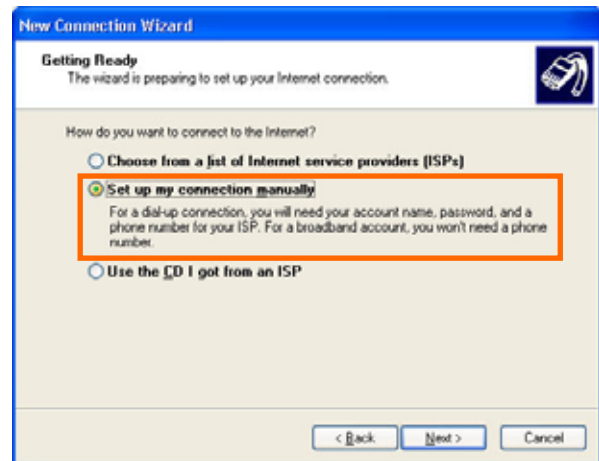 New Connection Wizard
Getting Ready
The wizard is preparing to set up your Internet connection.
How do you want to connect to the Internet?
Choose from a list of Internet service providers (ISPs)
Set up my connection manually
For a dial-up connection, you will need your account name, password, and a
phone number for your ISP. For a broadband account, you won't need a phone
number.
Use the CD I got from an ISP
< Back
Next >
Cancel